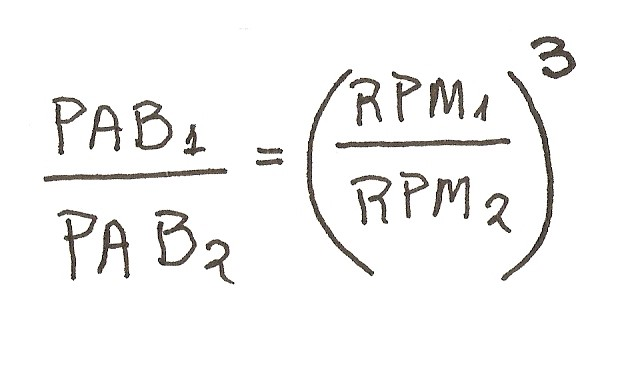 PAB₁ / PAB₂ = (RPM₁ / RPM₂)³